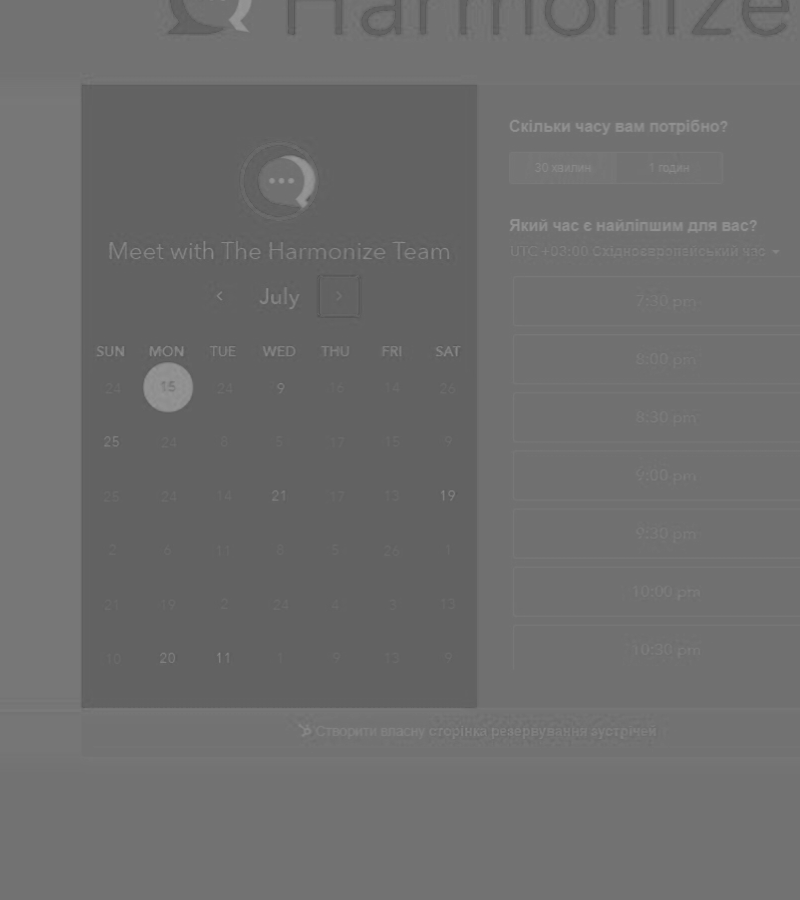 Harmonize
Meet with The Harmonize Team
July
SUN MON TUE WED THU FRI SAT
24 15 24 9 16 14 26
25 24 8 5 17 15 9
25 24 14 21 17 13 19
2 6 11 8 5 26 1
21 19 2 24 4 3 13
10 20 11 1 9 13 9
Скільки часу вам потрібно?
30 хвилин 1 годин
Який час є найліпшим для вас?
UTC +03:00 Східноєвропейський час
7:30 pm
8:00 pm
8:30 pm
9:00 pm
9:30 pm
10:00 pm
10:30 pm
Створити власну сторінка резервування зустрічей